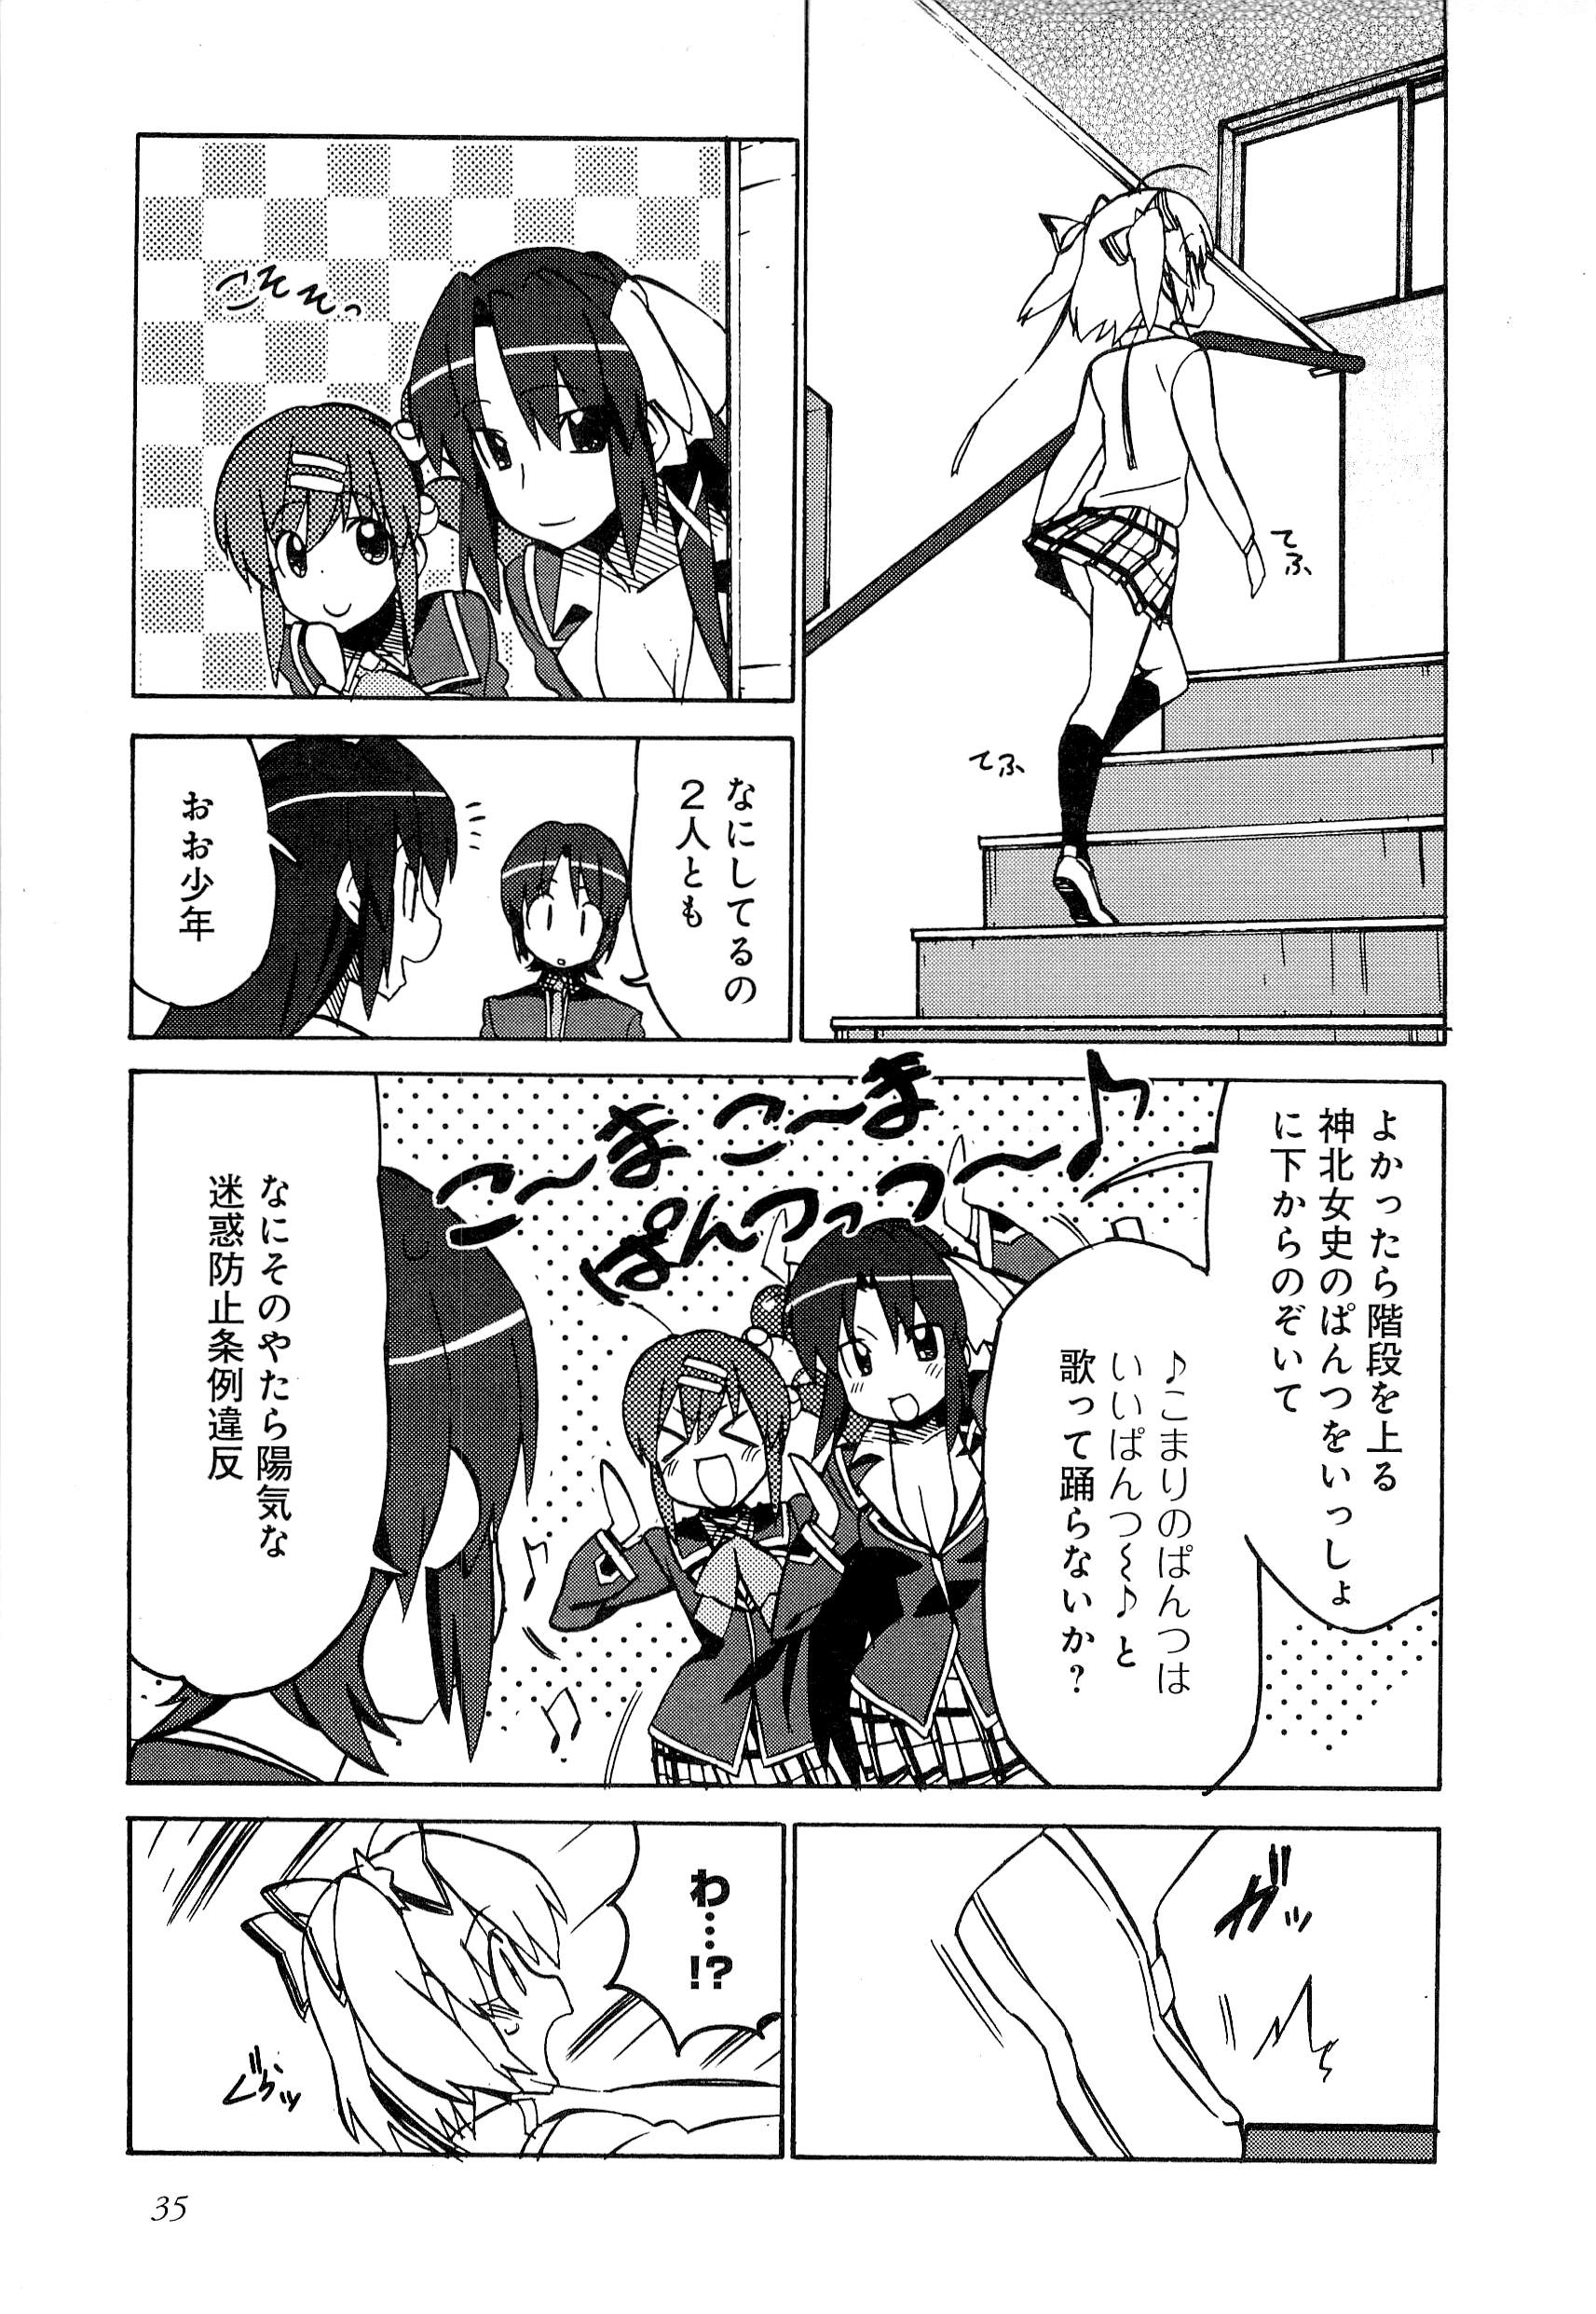 てふ
てふ
こそそっ
なにしてるの
2人とも
おお少年
よかったら階段を上る
神北女史のぱんつをいっしょ
に下からのぞいて
♪こまりのぱんつは
いいぱんつ～♪と
歌って踊らないか?
こ～まこ～ま
ぱんつっつ～♪
なにそのやたら陽気な
迷惑防止条例違反
ガッ
わ…!?
ぐらッ
35